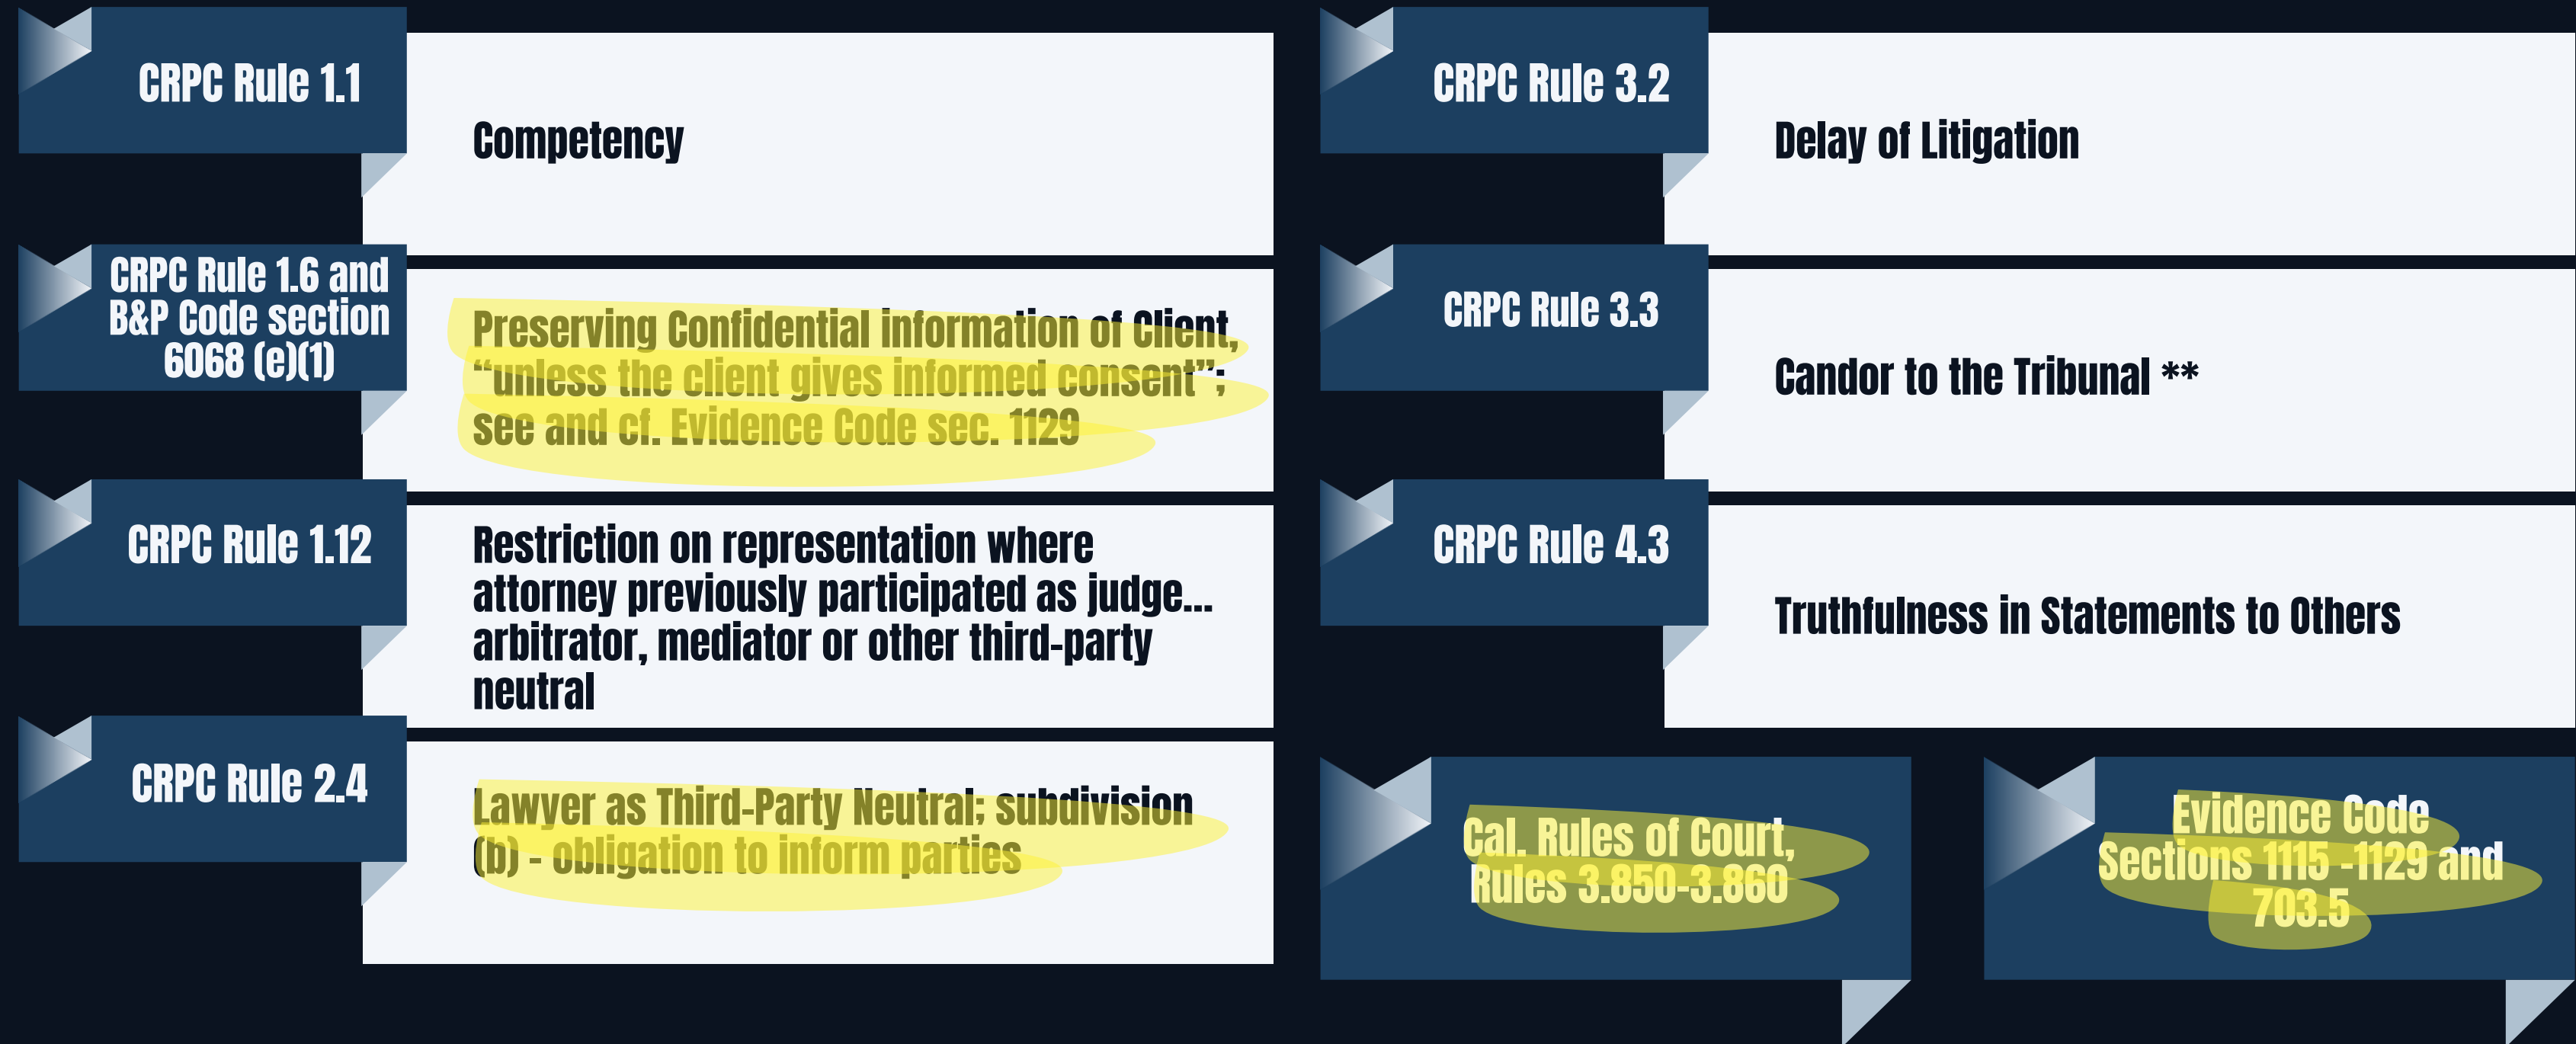 CRPC Rule 1.1
Competency
CRPC Rule 1.6 and
B&P Code section
6068 (e)(1)
Preserving Confidential information of Client,
“unless the client gives informed consent”;
see and cf. Evidence Code sec. 1129
CRPC Rule 1.12
Restriction on representation where
attorney previously participated as judge...
arbitrator, mediator or other third-party
neutral
CRPC Rule 2.4
Lawyer as Third-Party Neutral; subdivision
(b) - obligation to inform parties
CRPC Rule 3.2
Delay of Litigation
CRPC Rule 3.3
Candor to the Tribunal **
CRPC Rule 4.3
Truthfulness in Statements to Others
Cal. Rules of Court,
Rules 3.850-3.860
Evidence Code
Sections 1115 -1129 and
703.5